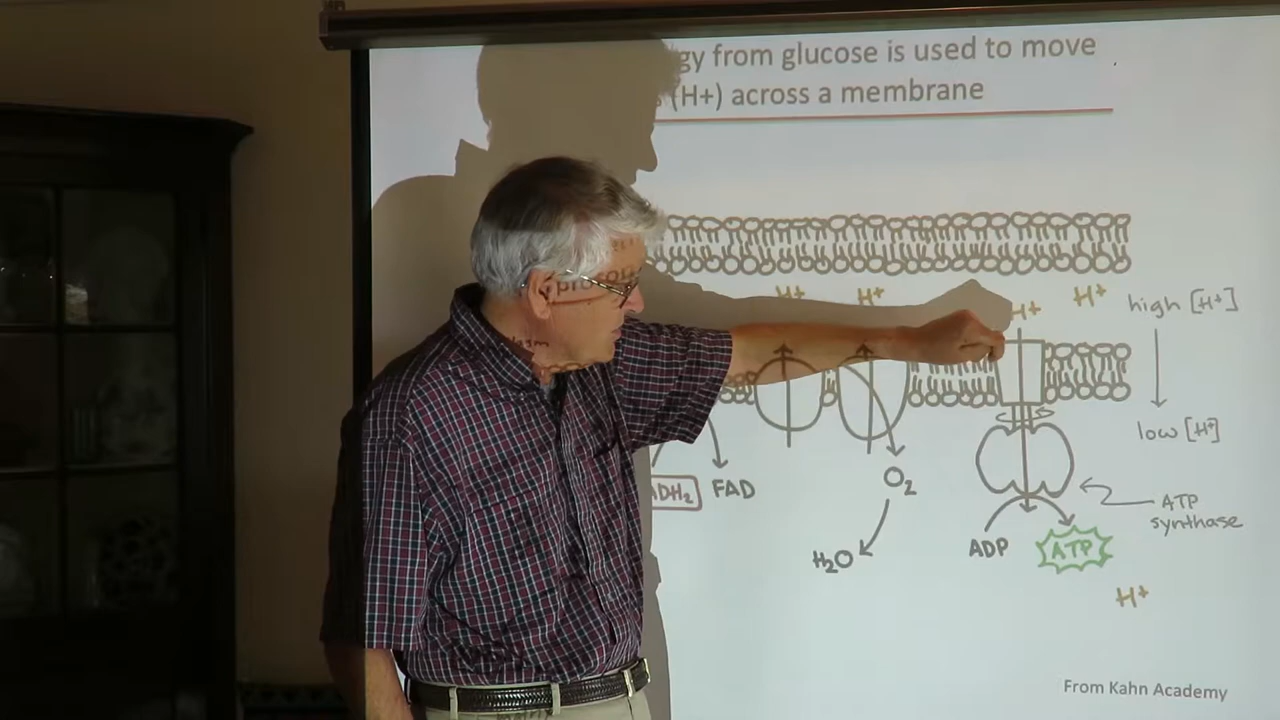 gy from glucose is used to move
(H+) across a membrane
H+ H+ H+ H+ high [H+]
low [H+]
FAD
O2
ATP
synthase
H2O
ADP ATP
H+
From Kahn Academy